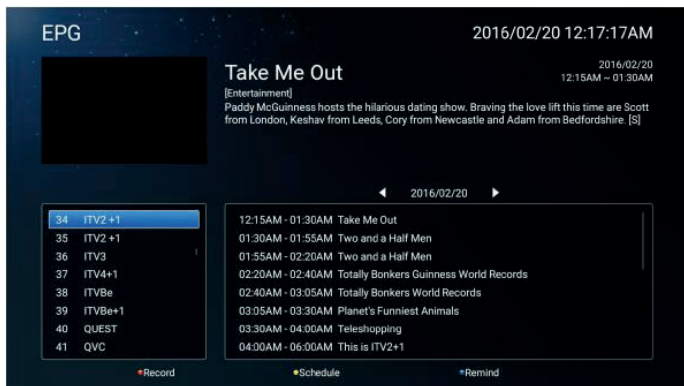 EPG
2016/02/20 12:17:17AM
Take Me Out
2016/02/20
12:15AM ~ 01:30AM
[Entertainment]
Paddy McGuinness hosts the hilarious dating show. Braving the love lift this time are Scott
from London, Keshav from Leeds, Cory from Newcastle and Adam from Bedfordshire. [S]
2016/02/20
34 ITV2 +1
35 ITV2 +1
36 ITV3
37 ITV4+1
38 ITVBe
39 ITVBe+1
40 QUEST
41 QVC
12:15AM - 01:30AM Take Me Out
01:30AM - 01:55AM Two and a Half Men
01:55AM - 02:20AM Two and a Half Men
02:20AM - 02:40AM Totally Bonkers Guinness World Records
02:40AM - 03:05AM Totally Bonkers World Records
03:05AM - 03:30AM Planet's Funniest Animals
03:30AM - 04:00AM Teleshopping
04:00AM - 06:00AM This is ITV2+1
Record
Schedule
Remind